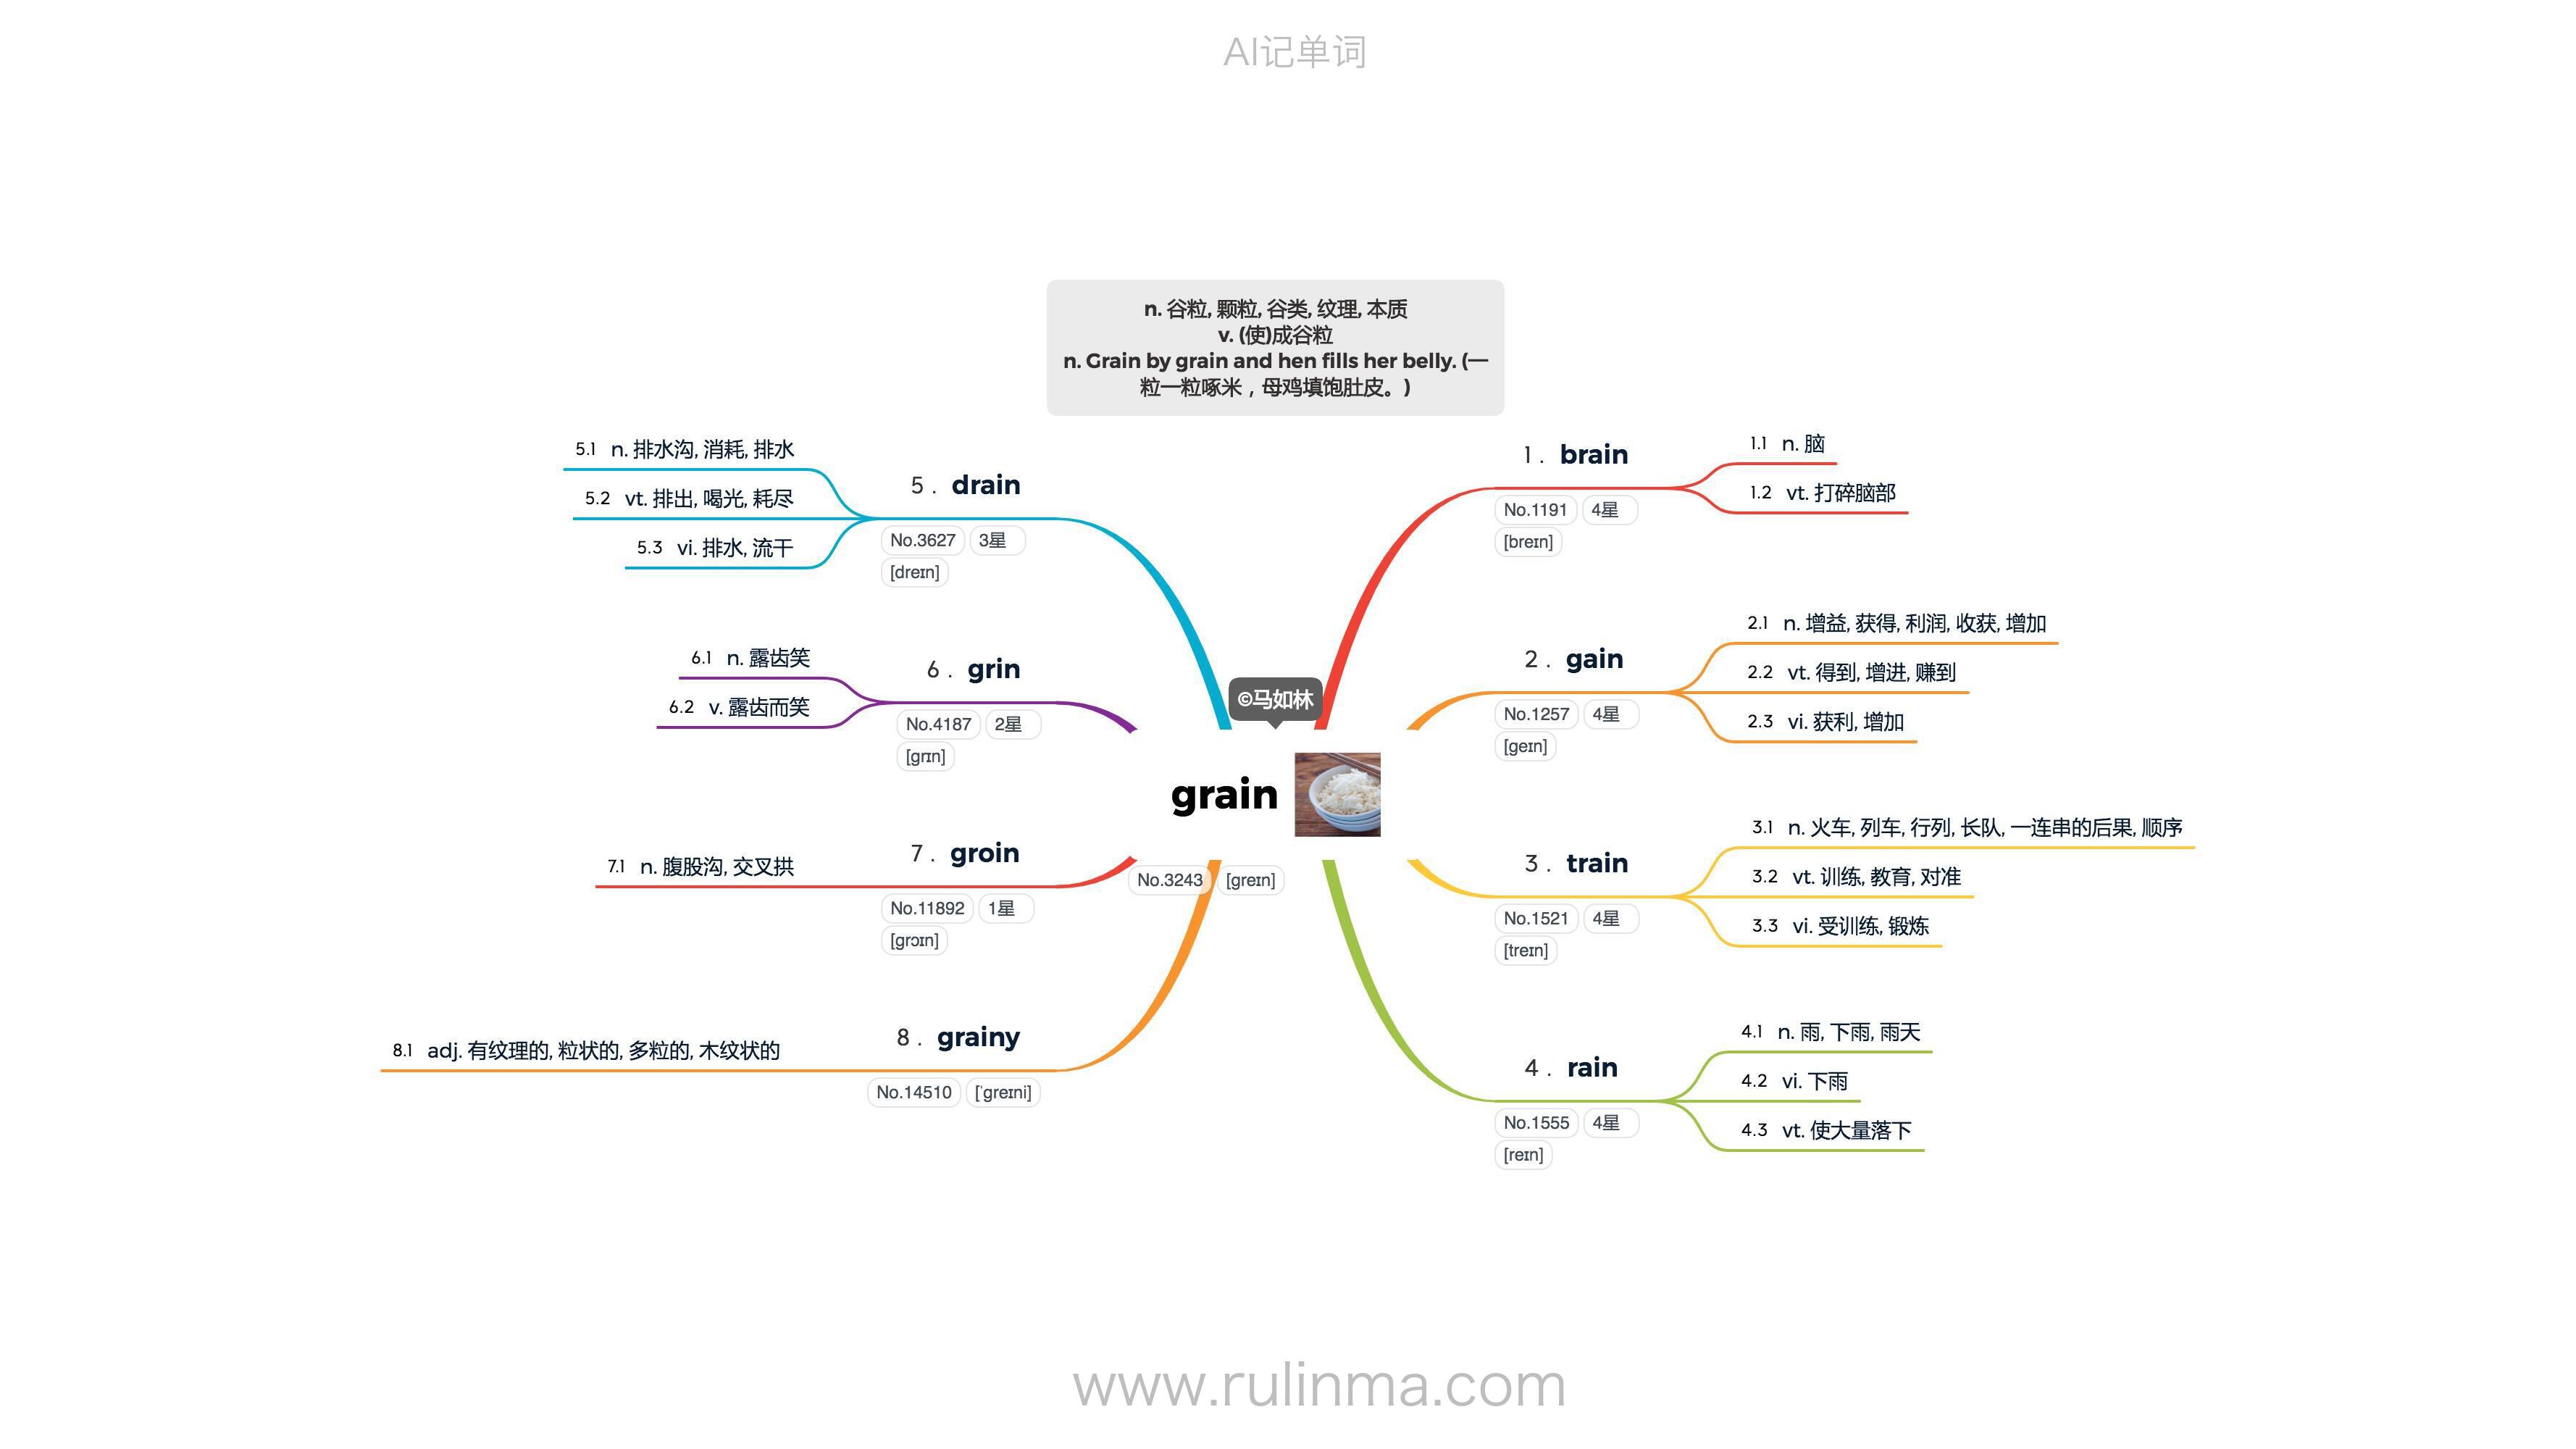 AI记单词
n. 谷粒, 颗粒, 谷类, 纹理, 本质
v. (使)成谷粒
n. Grain by grain and hen fills her belly. (一
粒一粒啄米，母鸡填饱肚皮。)
©马如林
grain
No.3243 [greɪn]
1. brain
No.1191 4星
[breɪn]
1.1 n. 脑
1.2 vt. 打碎脑部
2. gain
No.1257 4星
[geɪn]
2.1 n. 增益, 获得, 利润, 收获, 增加
2.2 vt. 得到, 增进, 赚到
2.3 vi. 获利, 增加
3. train
No.1521 4星
[treɪn]
3.1 n. 火车, 列车, 行列, 长队, 一连串的后果, 顺序
3.2 vt. 训练, 教育, 对准
3.3 vi. 受训练, 锻炼
4. rain
No.1555 4星
[reɪn]
4.1 n. 雨, 下雨, 雨天
4.2 vi. 下雨
4.3 vt. 使大量落下
5. drain
No.3627 3星
[dreɪn]
5.1 n. 排水沟, 消耗, 排水
5.2 vt. 排出, 喝光, 耗尽
5.3 vi. 排水, 流干
6. grin
No.4187 2星
[grɪn]
6.1 n. 露齿笑
6.2 v. 露齿而笑
7. groin
No.11892 1星
[grɔɪn]
7.1 n. 腹股沟, 交叉拱
8. grainy
No.14510 ['greɪni]
8.1 adj. 有纹理的, 粒状的, 多粒的, 木纹状的
www.rulinma.com